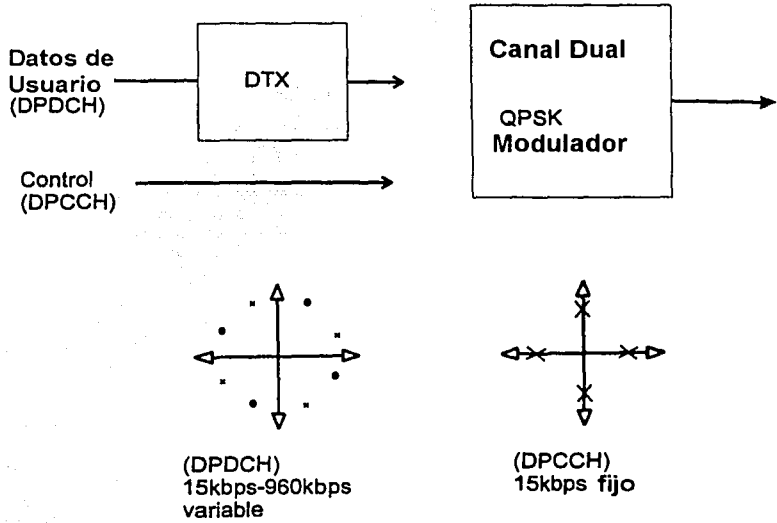 Datos de
Usuario
(DPDCH)
DTX
Canal Dual
QPSK
Modulador
Control
(DPCCH)
(DPDCH)
15kbps-960kbps
variable
(DPCCH)
15kbps fijo